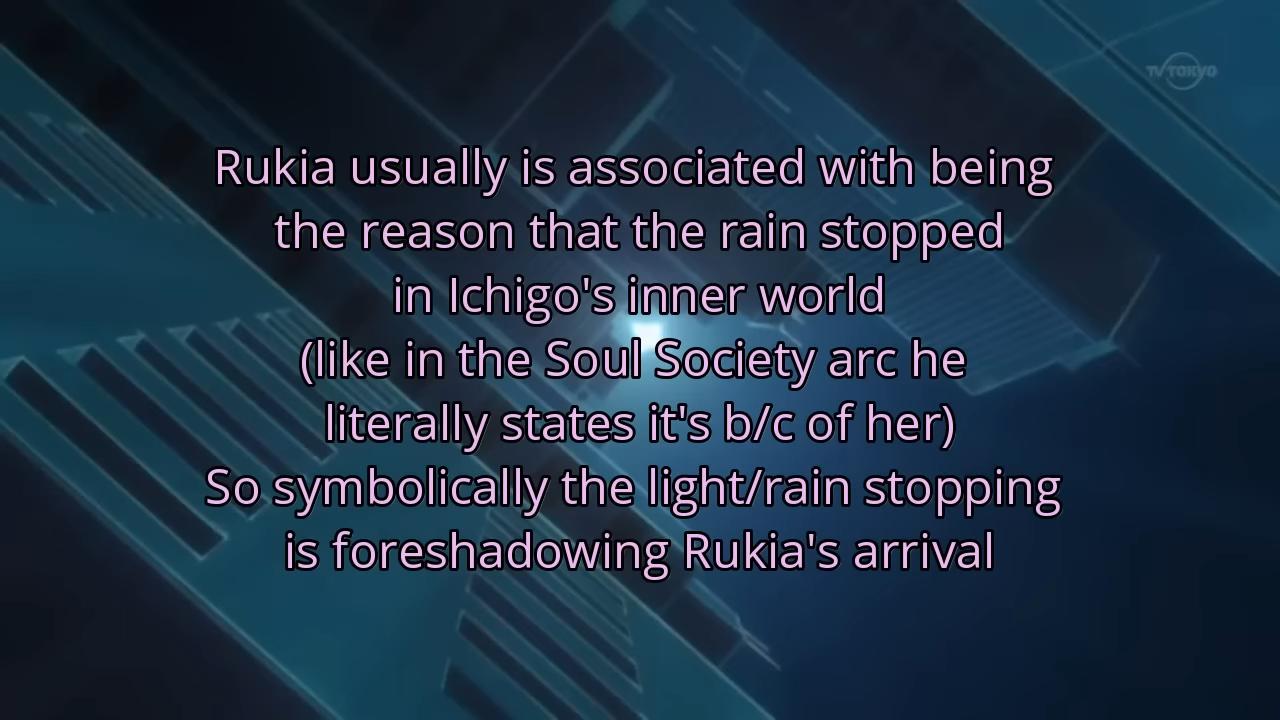 TV TOKYO
Rukia usually is associated with being
the reason that the rain stopped
in Ichigo's inner world
(like in the Soul Society arc he
literally states it's b/c of her)
So symbolically the light/rain stopping
is foreshadowing Rukia's arrival